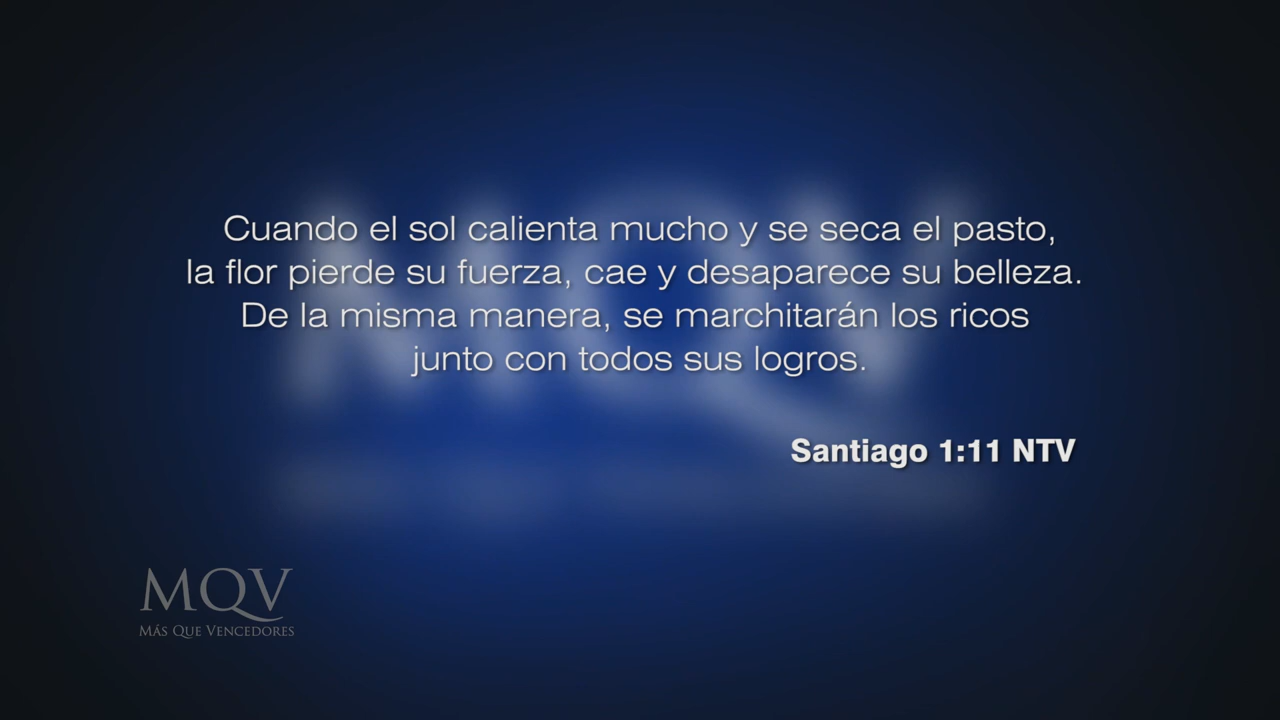 Cuando el sol calienta mucho y se seca el pasto,
la flor pierde su fuerza, cae y desaparece su belleza.
De la misma manera, se marchitarán los ricos
junto con todos sus logros.
Santiago 1:11 NTV
MQV
MÁS QUE VENCEDORES